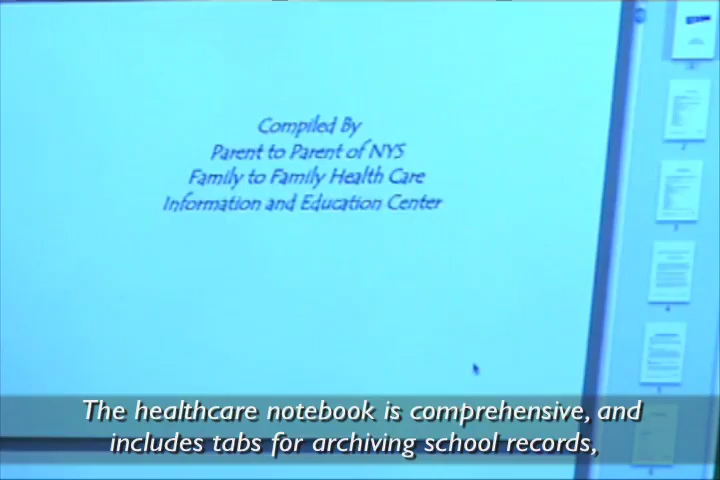 Compiled By
Parent to Parent of NYS
Family to Family Health Care
Information and Education Center
The healthcare notebook is comprehensive, and
includes tabs for archiving school records,